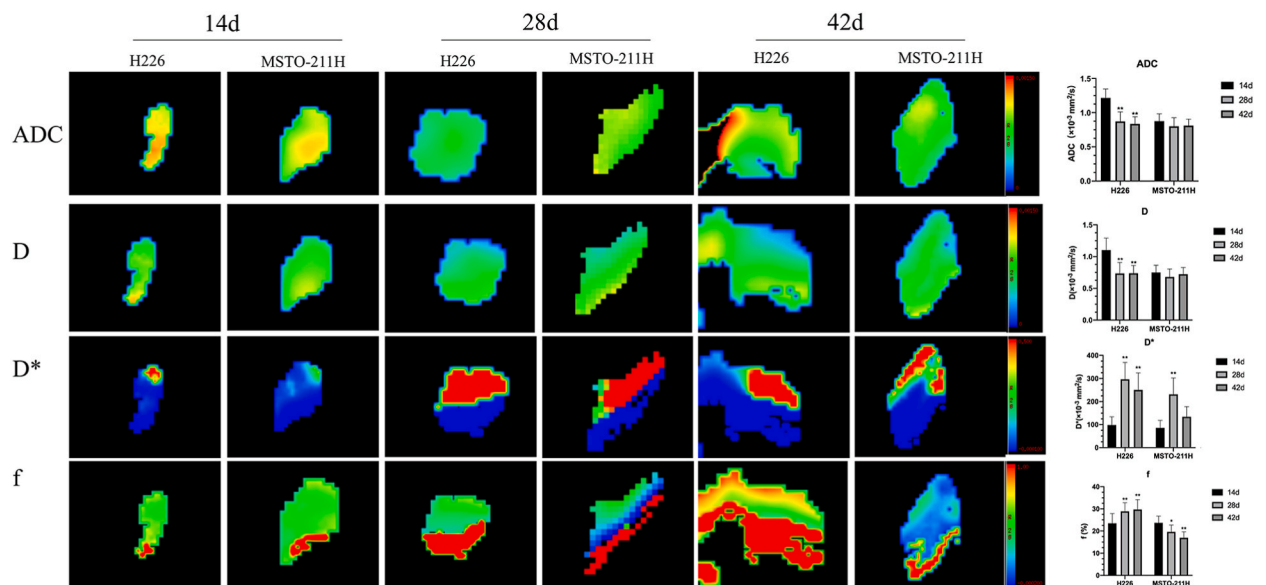 14d 28d 42d
H226 MSTO-211H H226 MSTO-211H H226 MSTO-211H
ADC
D
D*
f
ADC
ADC (×10⁻³ mm²/s)
1.5
1.0
0.5
0.0
** **
H226 MSTO-211H
14d
28d
42d
D
D(×10⁻³ mm²/s)
1.5
1.0
0.5
0.0
** **
H226 MSTO-211H
14d
28d
42d
D*
D*(×10⁻³ mm²/s)
400
300
200
100
0
** ** **
H226 MSTO-211H
14d
28d
42d
f
f (%)
40
30
20
10
0
** ** * **
H226 MSTO-211H
14d
28d
42d